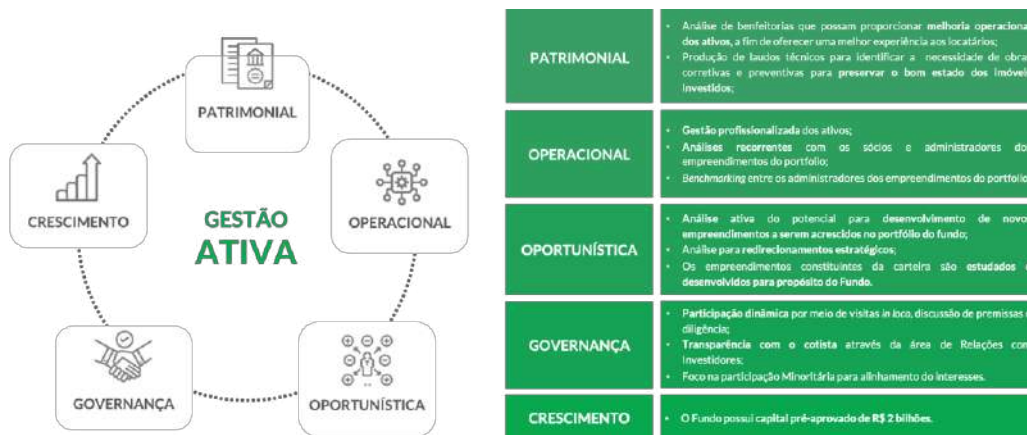 PATRIMONIAL
CRESCIMENTO
OPERACIONAL
GESTÃO
ATIVA
GOVERNANÇA
OPORTUNÍSTICA
PATRIMONIAL
• Análise de benfeitorias que possam proporcionar melhoria operaciona
dos ativos, a fim de oferecer uma melhor experiência aos locatários;
• Produção de laudos técnicos para identificar a necessidade de obra
corretivas e preventivas para preservar o bom estado dos Imóvei
Investidos;
OPERACIONAL
• Gestão profissionalizada dos ativos;
• Análises recorrentes com os sócios e administradores do
empreendimentos do portfolio;
• Benchmarking entre os administradores dos empreendimentos do portfolio
OPORTUNÍSTICA
• Análise ativa do potencial para desenvolvimento de novo
empreendimentos a serem acrescidos no portfólio do fundo;
• Análise para redirecionamentos estratégicos;
• Os empreendimentos constituintes da carteira são estudados
desenvolvidos para propósito do Fundo.
GOVERNANÇA
• Participação dinâmica por meio de visitas in loco, discussão de premissas
diligência;
• Transparência com o cotista através da área de Relações com
Investidores;
• Foco na participação Minoritária para alinhamento do interesses.
CRESCIMENTO
• O Fundo possui capital pré-aprovado de R$ 2 bilhões.